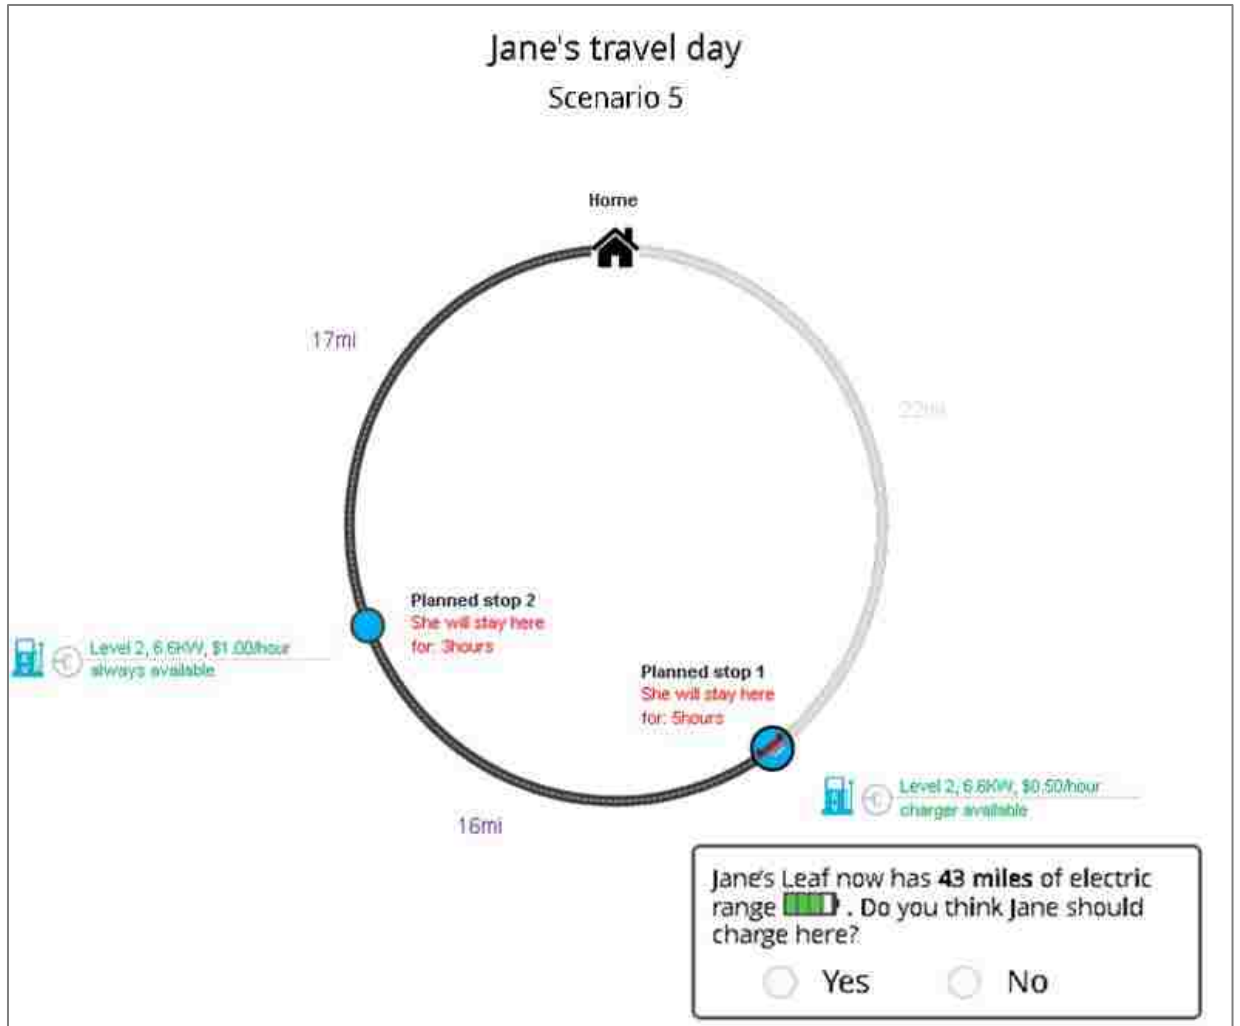 Jane's travel day
Scenario 5
Home
17mi
22mi
Planned stop 2
She will stay here
for: 3hours
Level 2, 6.6KW, $1.00/hour
always available
Planned stop 1
She will stay here
for: 5hours
Level 2, 6.6KW, $0.50/hour
charger available
16mi
Jane's Leaf now has 43 miles of electric
range . Do you think Jane should
charge here?
Yes No